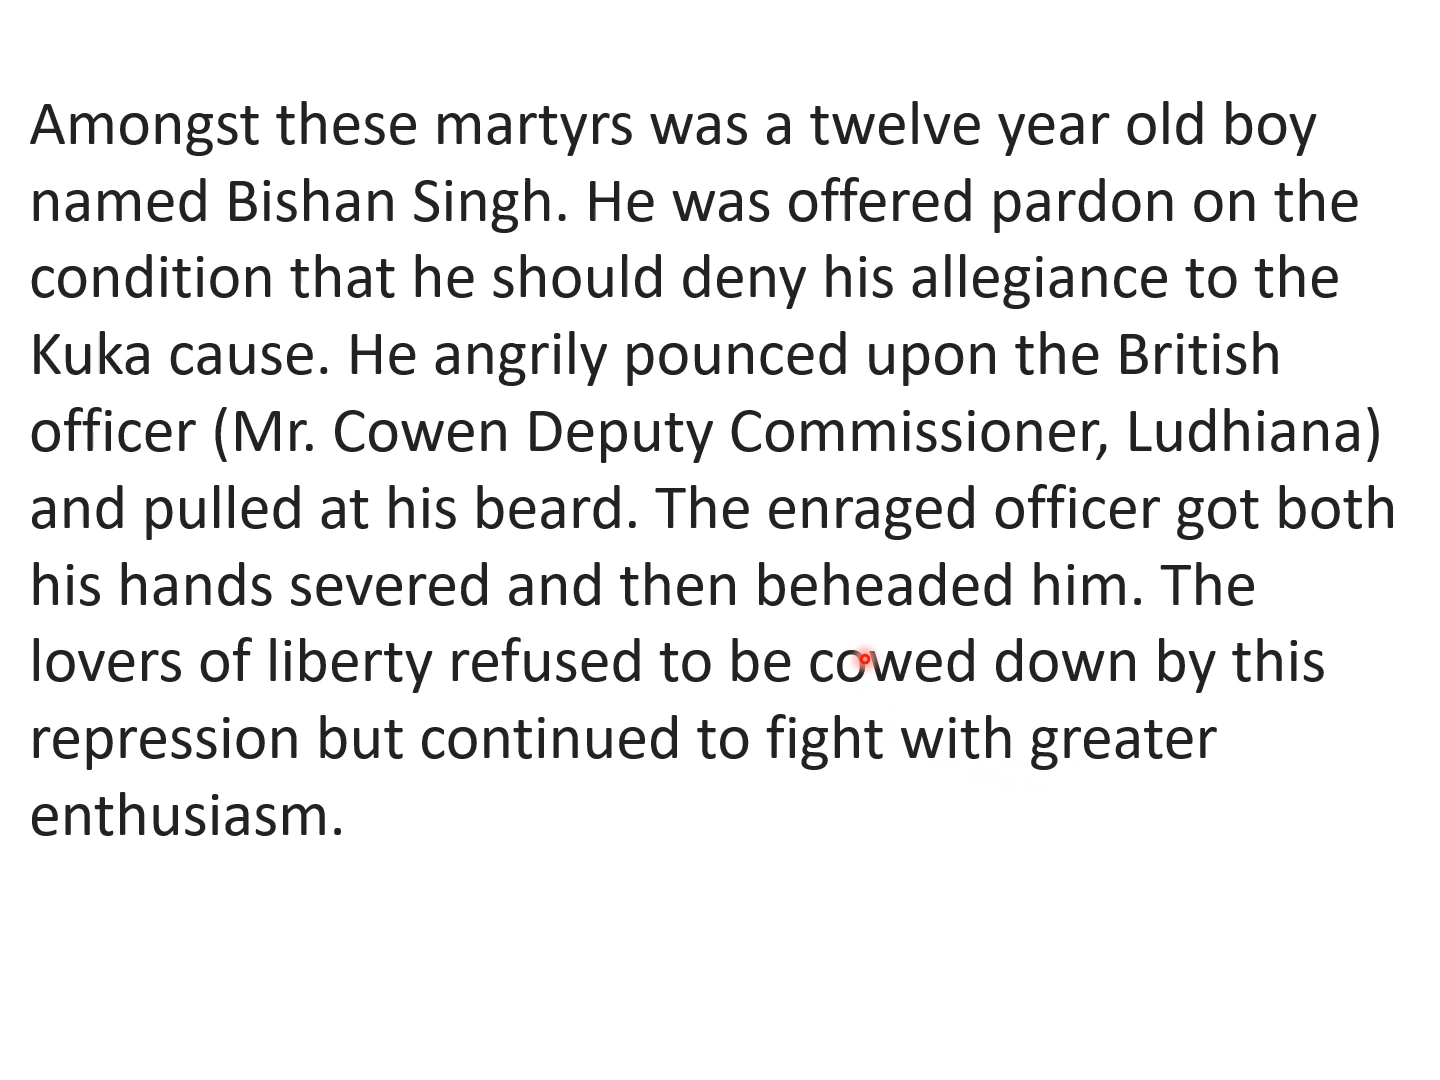 Amongst these martyrs was a twelve year old boy
named Bishan Singh. He was offered pardon on the
condition that he should deny his allegiance to the
Kuka cause. He angrily pounced upon the British
officer (Mr. Cowen Deputy Commissioner, Ludhiana)
and pulled at his beard. The enraged officer got both
his hands severed and then beheaded him. The
lovers of liberty refused to be cowed down by this
repression but continued to fight with greater
enthusiasm.